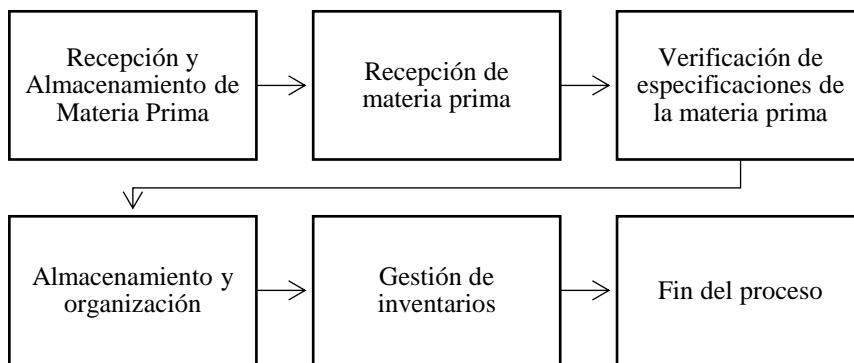 Recepción y
Almacenamiento de
Materia Prima
Recepción de
materia prima
Verificación de
especificaciones de
la materia prima
Almacenamiento y
organización
Gestión de
inventarios
Fin del proceso